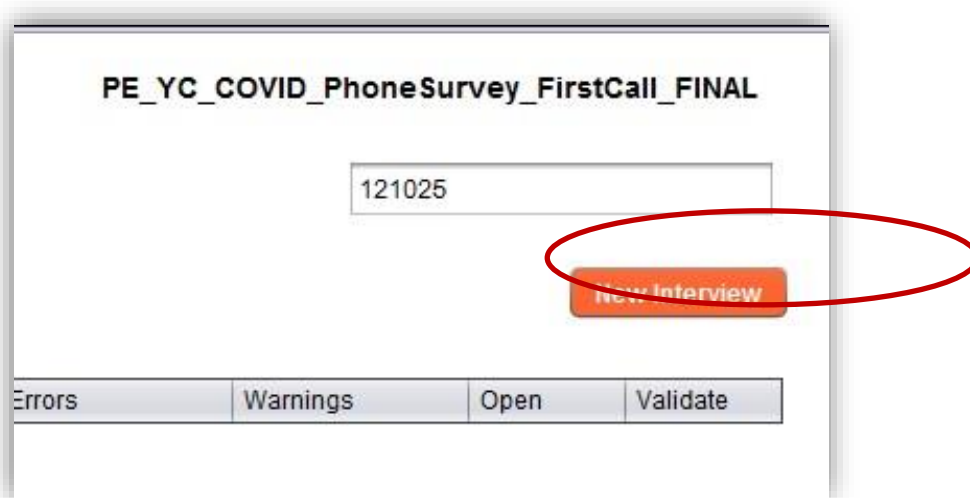 PE_YC_COVID_PhoneSurvey_FirstCall_FINAL
121025
New Interview
Errors Warnings Open Validate